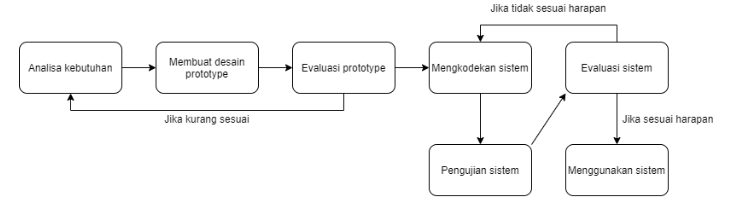 Jika tidak sesuai harapan
Analisa kebutuhan
Membuat desain
prototype
Evaluasi prototype
Mengkodekan sistem
Evaluasi sistem
Jika kurang sesuai
Jika sesuai harapan
Pengujian sistem
Menggunakan sistem